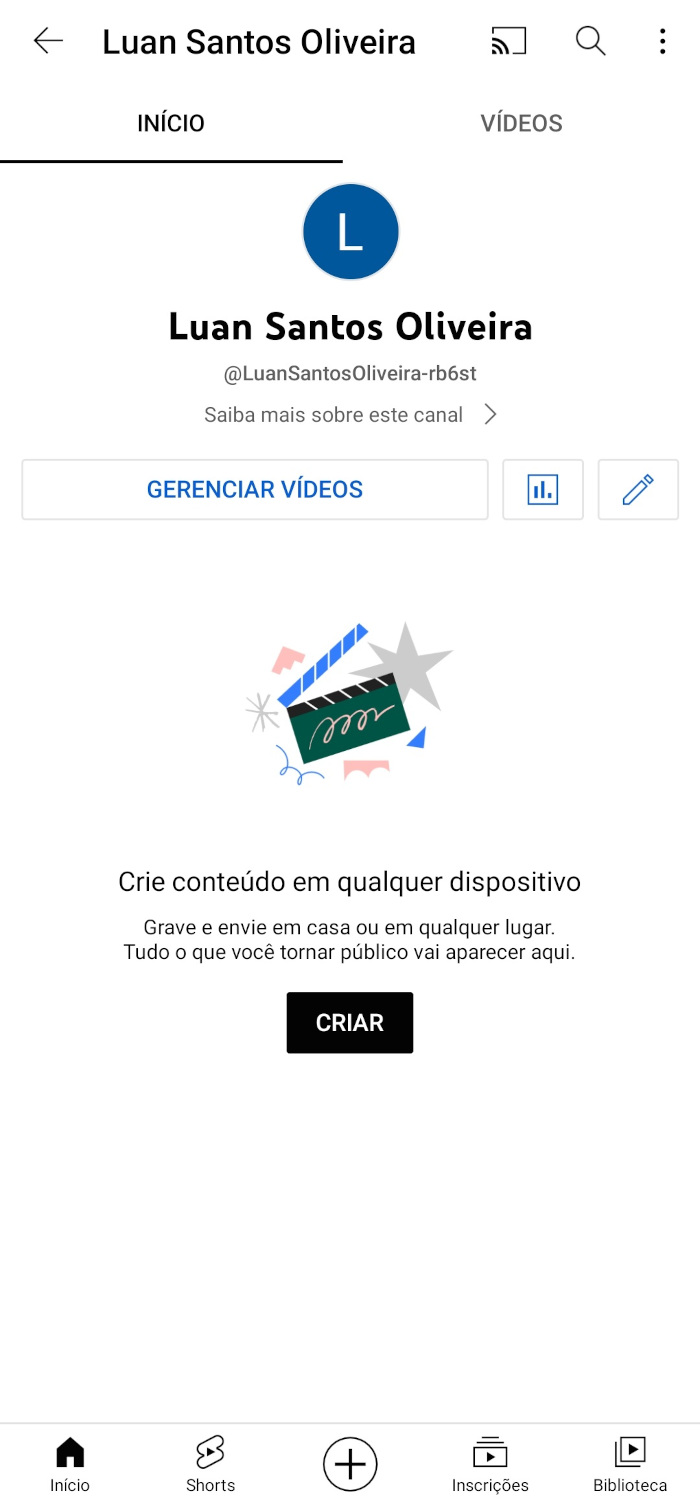 Luan Santos Oliveira
INÍCIO
VÍDEOS
L
Luan Santos Oliveira
@LuanSantosOliveira-rb6st
Saiba mais sobre este canal
GERENCIAR VÍDEOS
Crie conteúdo em qualquer dispositivo
Grave e envie em casa ou em qualquer lugar.
Tudo o que você tornar público vai aparecer aqui.
CRIAR
Início
Shorts
Inscrições
Biblioteca